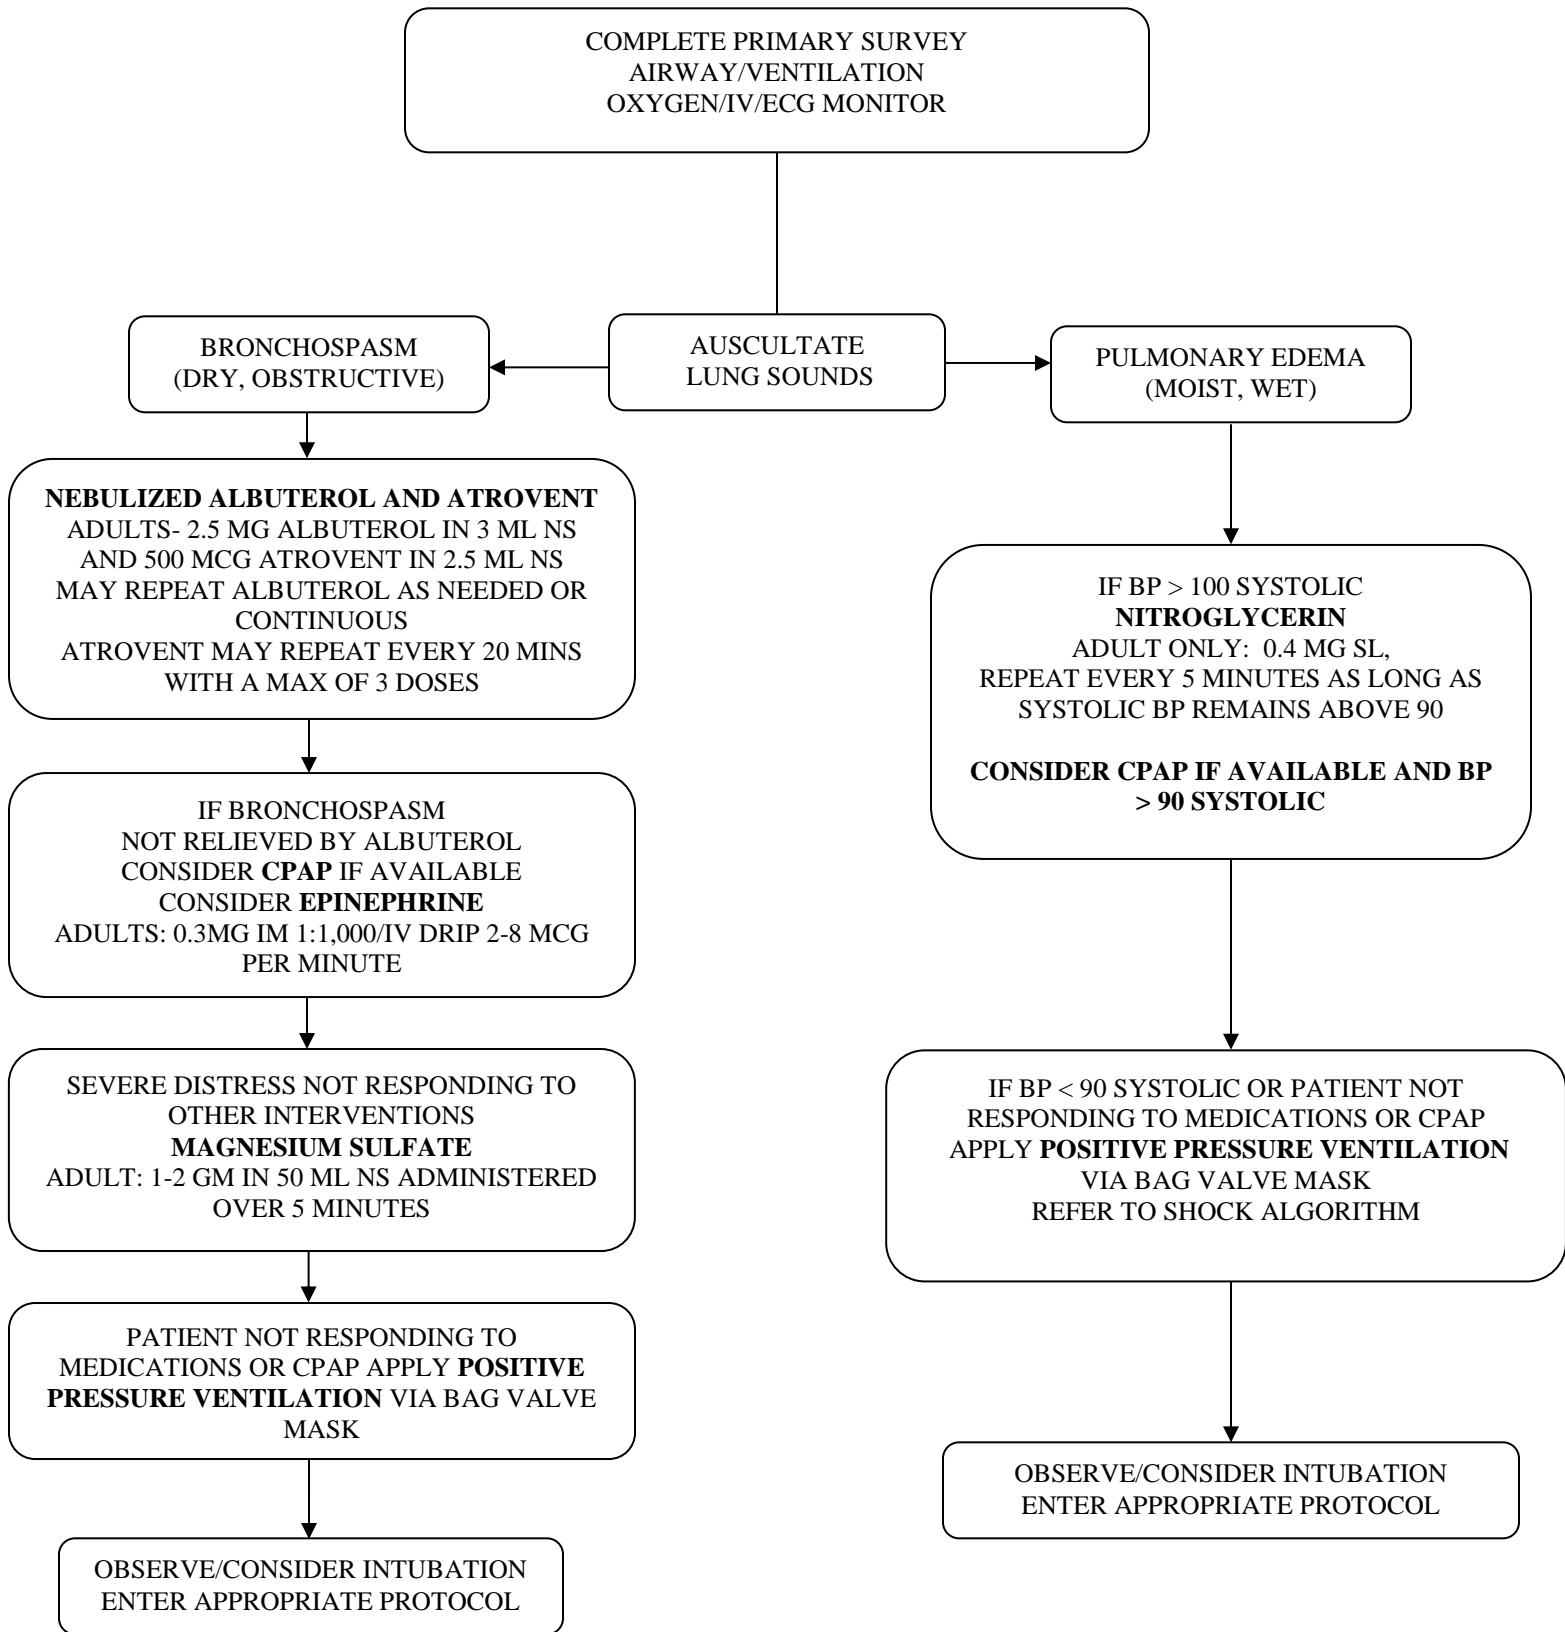 COMPLETE PRIMARY SURVEY
AIRWAY/VENTILATION
OXYGEN/IV/ECG MONITOR
BRONCHOSPASM
(DRY, OBSTRUCTIVE)
AUSCULTATE
LUNG SOUNDS
PULMONARY EDEMA
(MOIST, WET)
NEBULIZED ALBUTEROL AND ATROVENT
ADULTS- 2.5 MG ALBUTEROL IN 3 ML NS
AND 500 MCG ATROVENT IN 2.5 ML NS
MAY REPEAT ALBUTEROL AS NEEDED OR
CONTINUOUS
ATROVENT MAY REPEAT EVERY 20 MINS
WITH A MAX OF 3 DOSES
IF BRONCHOSPASM
NOT RELIEVED BY ALBUTEROL
CONSIDER CPAP IF AVAILABLE
CONSIDER EPINEPHRINE
ADULTS: 0.3MG IM 1:1,000/IV DRIP 2-8 MCG
PER MINUTE
SEVERE DISTRESS NOT RESPONDING TO
OTHER INTERVENTIONS
MAGNESIUM SULFATE
ADULT: 1-2 GM IN 50 ML NS ADMINISTERED
OVER 5 MINUTES
PATIENT NOT RESPONDING TO
MEDICATIONS OR CPAP APPLY POSITIVE
PRESSURE VENTILATION VIA BAG VALVE
MASK
OBSERVE/CONSIDER INTUBATION
ENTER APPROPRIATE PROTOCOL
IF BP > 100 SYSTOLIC
NITROGLYCERIN
ADULT ONLY: 0.4 MG SL,
REPEAT EVERY 5 MINUTES AS LONG AS
SYSTOLIC BP REMAINS ABOVE 90
CONSIDER CPAP IF AVAILABLE AND BP
> 90 SYSTOLIC
IF BP < 90 SYSTOLIC OR PATIENT NOT
RESPONDING TO MEDICATIONS OR CPAP
APPLY POSITIVE PRESSURE VENTILATION
VIA BAG VALVE MASK
REFER TO SHOCK ALGORITHM
OBSERVE/CONSIDER INTUBATION
ENTER APPROPRIATE PROTOCOL